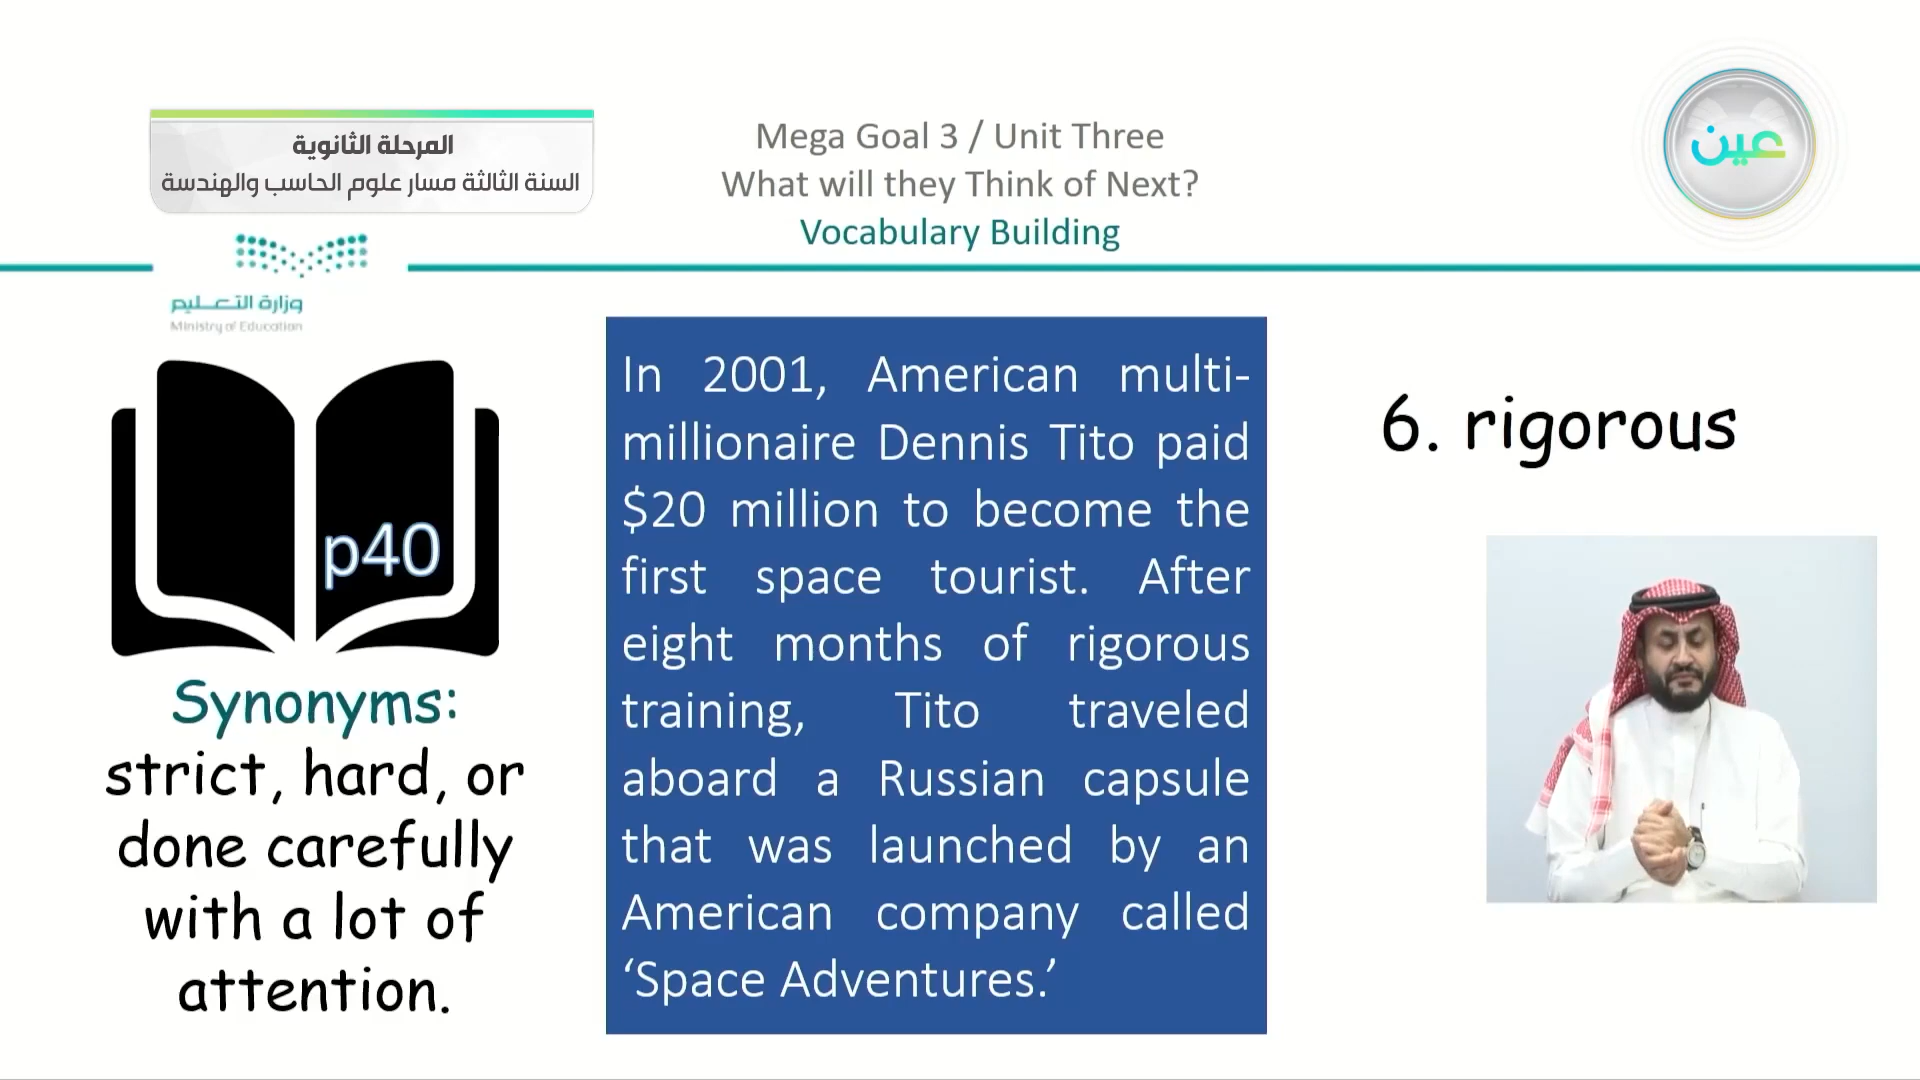 المرحلة الثانوية
السنة الثالثة مسار علوم الحاسب والهندسة
Mega Goal 3 / Unit Three
What will they Think of Next?
Vocabulary Building
عين
وزارة التعليم
Ministry of Education
p40
Synonyms:
strict, hard, or
done carefully
with a lot of
attention.
In 2001, American multi-
millionaire Dennis Tito paid
$20 million to become the
first space tourist. After
eight months of rigorous
training, Tito traveled
aboard a Russian capsule
that was launched by an
American company called
‘Space Adventures.’
6. rigorous